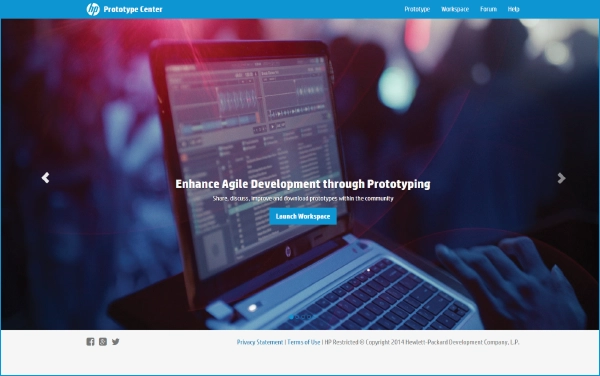 hp Prototype Center
Prototype Workspace Forum Help
Enhance Agile Development through Prototyping
Share, discuss, improve and download prototypes within the community
Launch Workspace
hp
Privacy Statement | Terms of Use | HP Restricted © Copyright 2014 Hewlett-Packard Development Company, L.P.